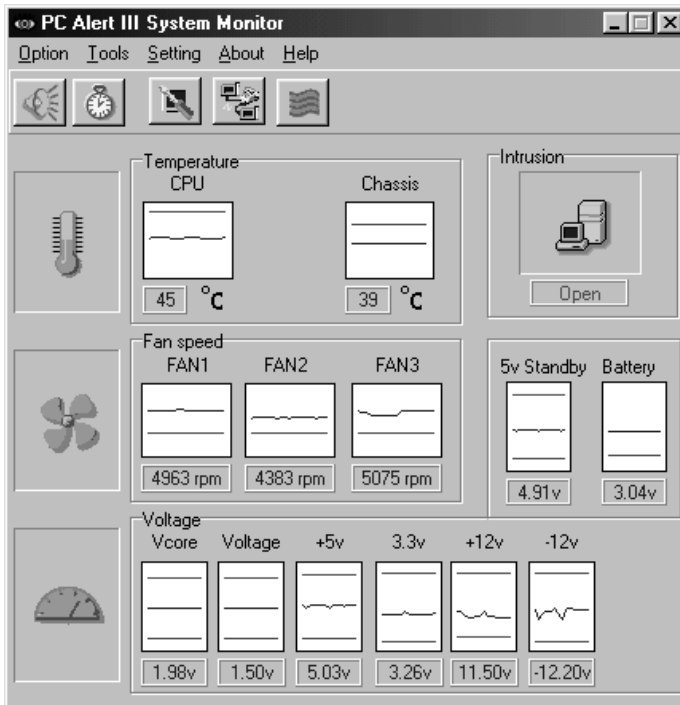 PC Alert III System Monitor
Option Tools Setting About Help
Temperature
CPU Chassis
45 °C 39 °C
Intrusion
Open
Fan speed
FAN1 FAN2 FAN3
4963 rpm 4383 rpm 5075 rpm
5v Standby Battery
4.91v 3.04v
Voltage
Vcore Voltage +5v 3.3v +12v -12v
1.98v 1.50v 5.03v 3.26v 11.50v -12.20v